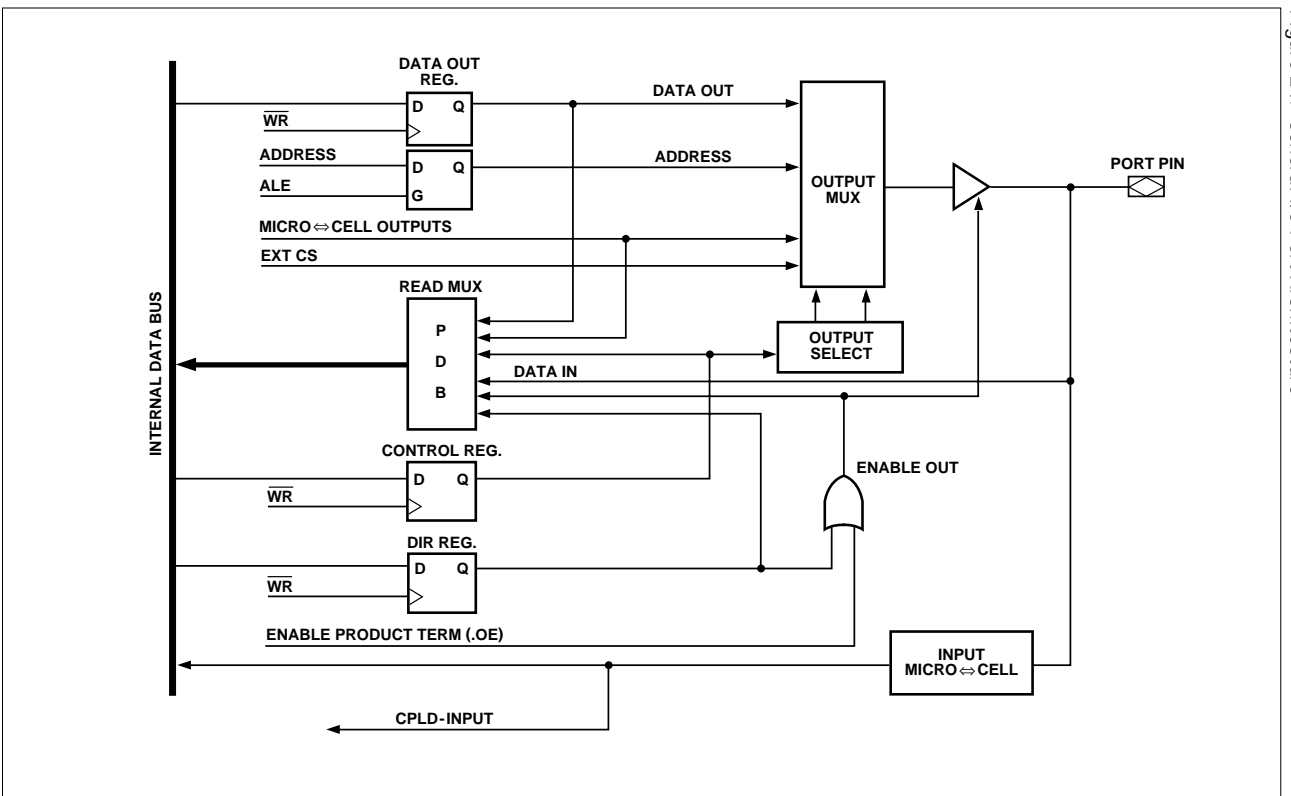 DATA OUT
REG.
D Q
WR
DATA OUT
ADDRESS
D Q
ALE
G
ADDRESS
OUTPUT
MUX
PORT PIN
MICRO⇔CELL OUTPUTS
EXT CS
READ MUX
P
D
B
OUTPUT
SELECT
DATA IN
INTERNAL DATA BUS
CONTROL REG.
D Q
WR
ENABLE OUT
DIR REG.
D Q
WR
ENABLE PRODUCT TERM (.OE)
INPUT
MICRO⇔CELL
CPLD-INPUT